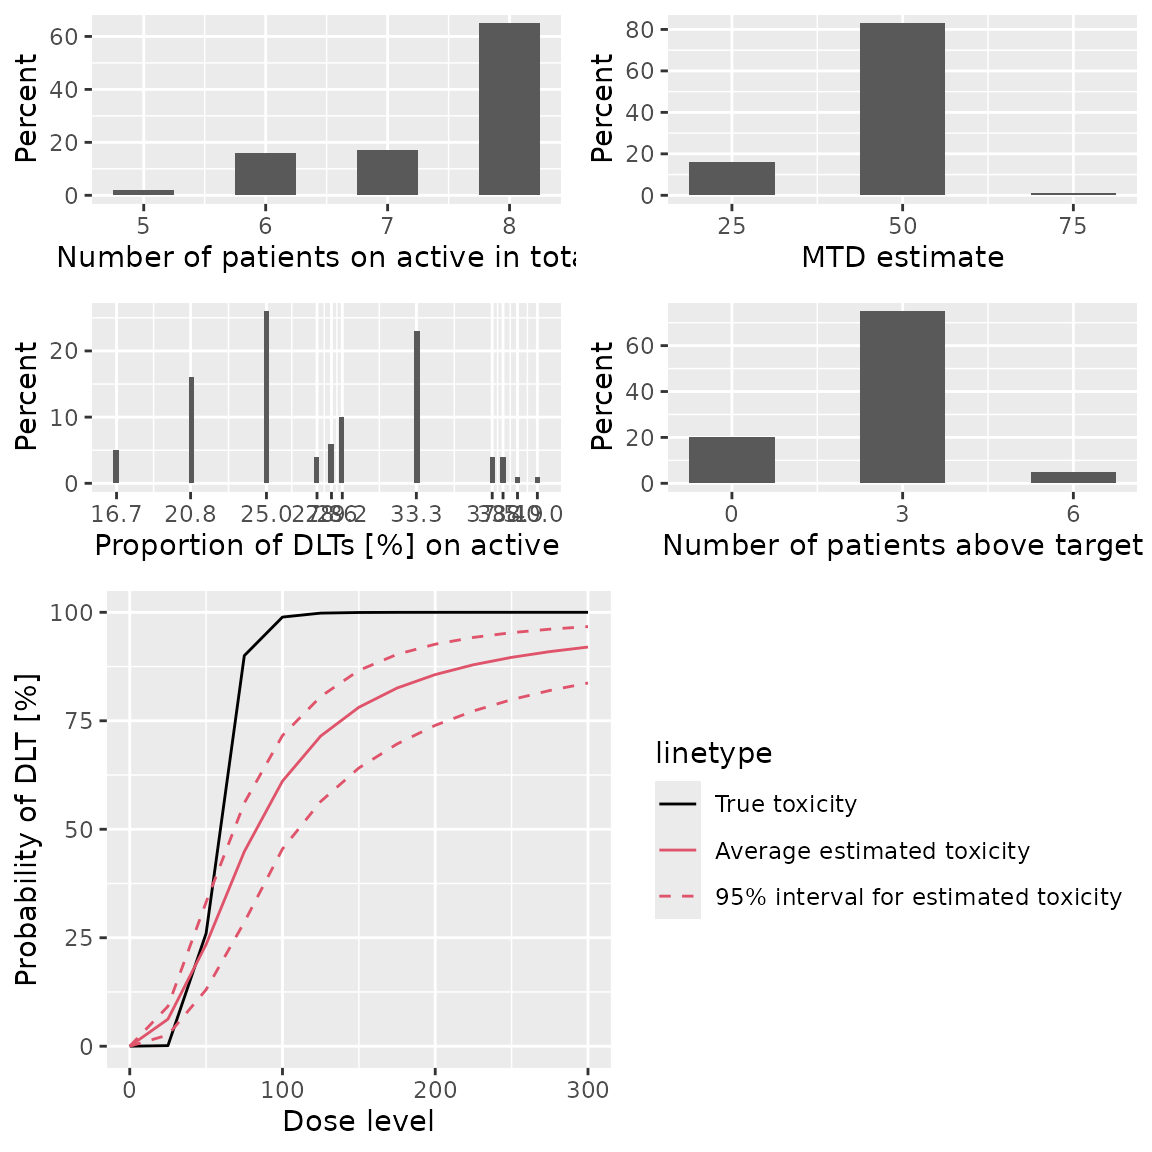 Percent
60
40
20
0
5 6 7 8
Number of patients on active in tota
Percent
80
60
40
20
0
25 50 75
MTD estimate
Percent
20
10
0
16.7 20.8 25.0 33.3
Proportion of DLTs [%] on active
Percent
60
40
20
0
0 3 6
Number of patients above target
Probability of DLT [%]
100
75
50
25
0
0 100 200 300
Dose level
linetype
True toxicity
Average estimated toxicity
95% interval for estimated toxicity